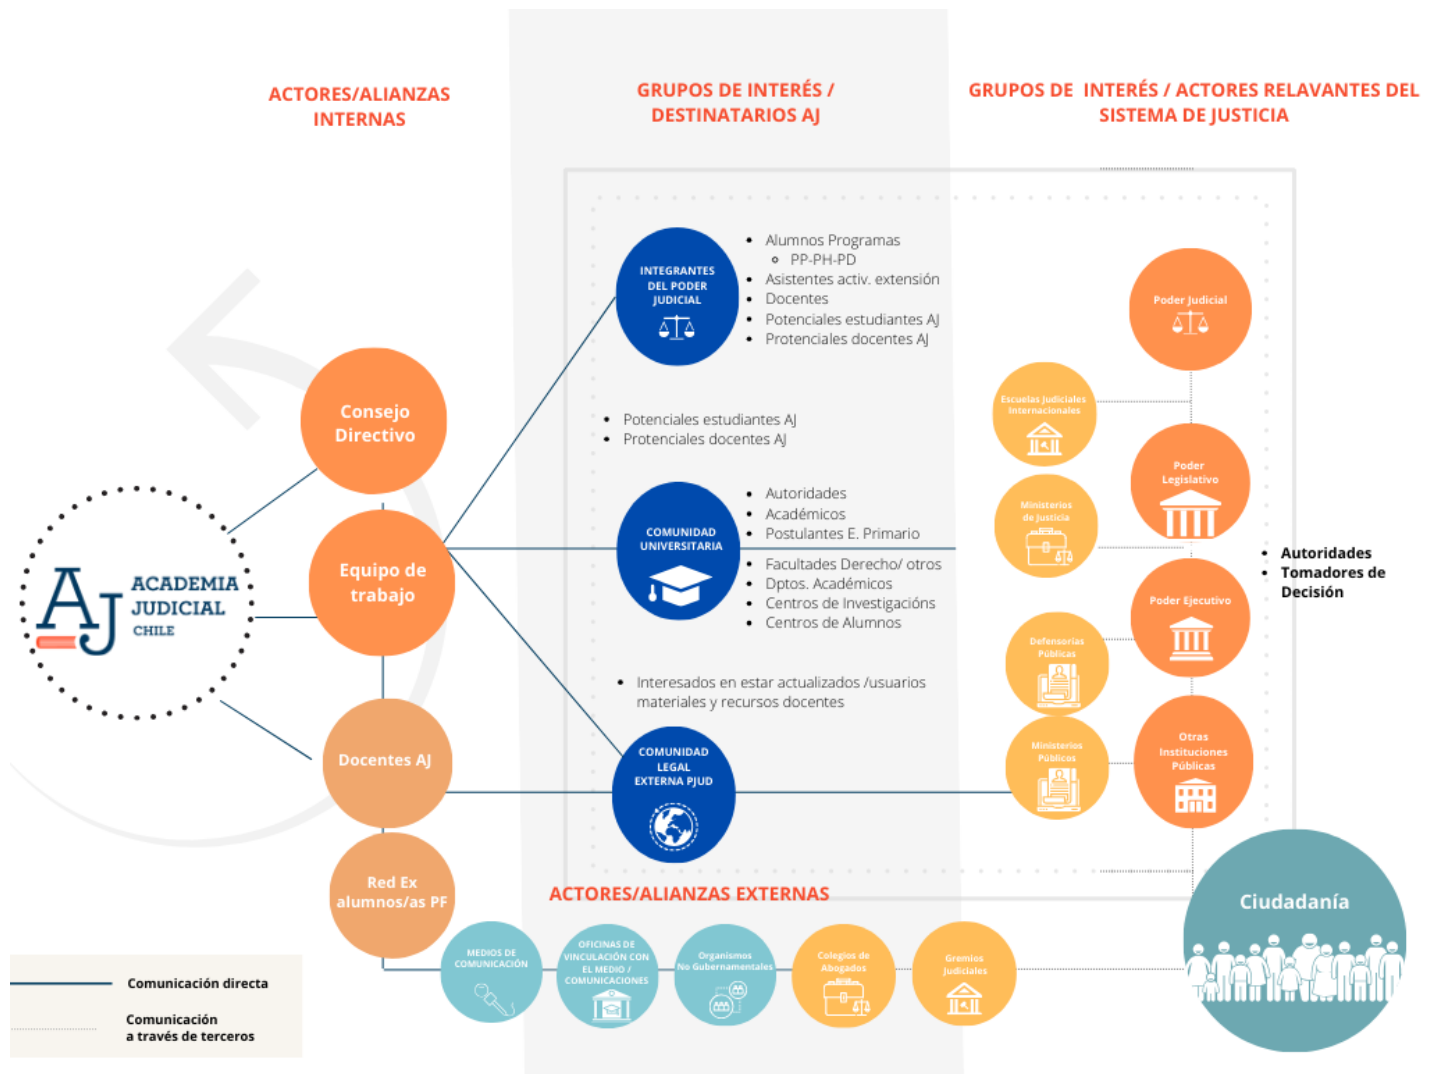 ACTORES/ALIANZAS
INTERNAS
GRUPOS DE INTERÉS /
DESTINATARIOS AJ
GRUPOS DE  INTERÉS / ACTORES RELAVANTES DEL
SISTEMA DE JUSTICIA
AJ
ACADEMIA
JUDICIAL
CHILE
Consejo
Directivo
Equipo de
trabajo
Docentes AJ
Red Ex
alumnos/as PF
INTEGRANTES
DEL PODER
JUDICIAL
• Alumnos Programas
◦ PP-PH-PD
• Asistentes activ. extensión
• Docentes
• Potenciales estudiantes AJ
• Protenciales docentes AJ
• Potenciales estudiantes AJ
• Protenciales docentes AJ
COMUNIDAD
UNIVERSITARIA
• Autoridades
• Académicos
• Postulantes E. Primario
• Facultades Derecho/ otros
• Dptos. Académicos
• Centros de Investigacións
• Centros de Alumnos
• Interesados en estar actualizados /usuarios
materiales y recursos docentes
COMUNIDAD
LEGAL
EXTERNA PJUD
Poder Judicial
Escuelas Judiciales
Internacionales
Poder
Legislativo
Ministerios
de Justicia
Poder Ejecutivo
Defensorías
Públicas
Otras
Instituciones
Públicas
Ministerios
Públicos
• Autoridades
• Tomadores de
Decisión
Ciudadanía
ACTORES/ALIANZAS EXTERNAS
MEDIOS DE
COMUNICACIÓN
OFICINAS DE
VINCULACIÓN CON
EL MEDIO /
COMUNICACIONES
Organismos
No Gubernamentales
Colegios de
Abogados
Gremios
Judiciales
Comunicación directa
Comunicación
a través de terceros